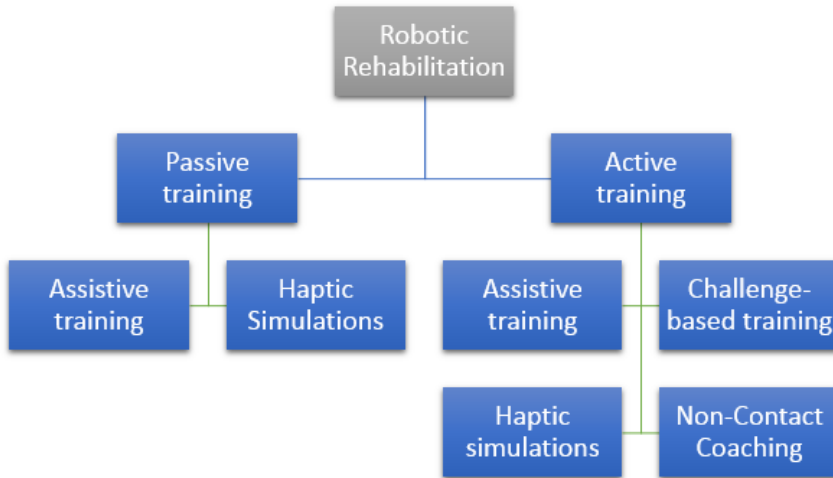 Robotic
Rehabilitation
Passive
training
Active
training
Assistive
training
Haptic
Simulations
Assistive
training
Challenge-
based training
Haptic
simulations
Non-Contact
Coaching